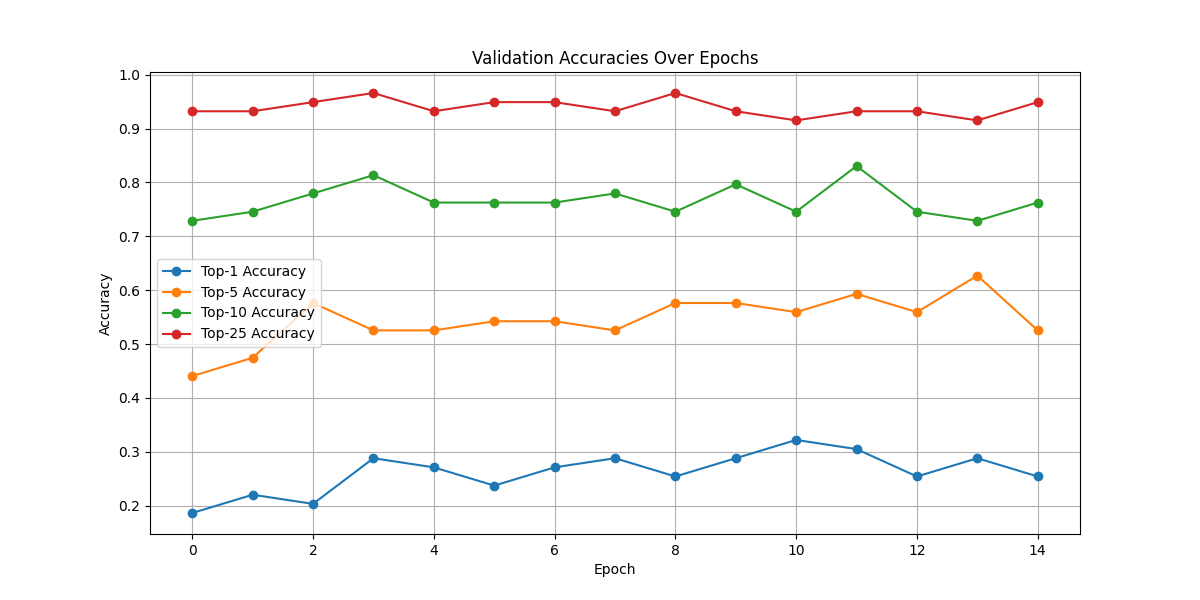 Validation Accuracies Over Epochs
1.0
0.9
0.8
0.7
0.6
0.5
0.4
0.3
0.2
Accuracy
Top-1 Accuracy
Top-5 Accuracy
Top-10 Accuracy
Top-25 Accuracy
0 2 4 6 8 10 12 14
Epoch